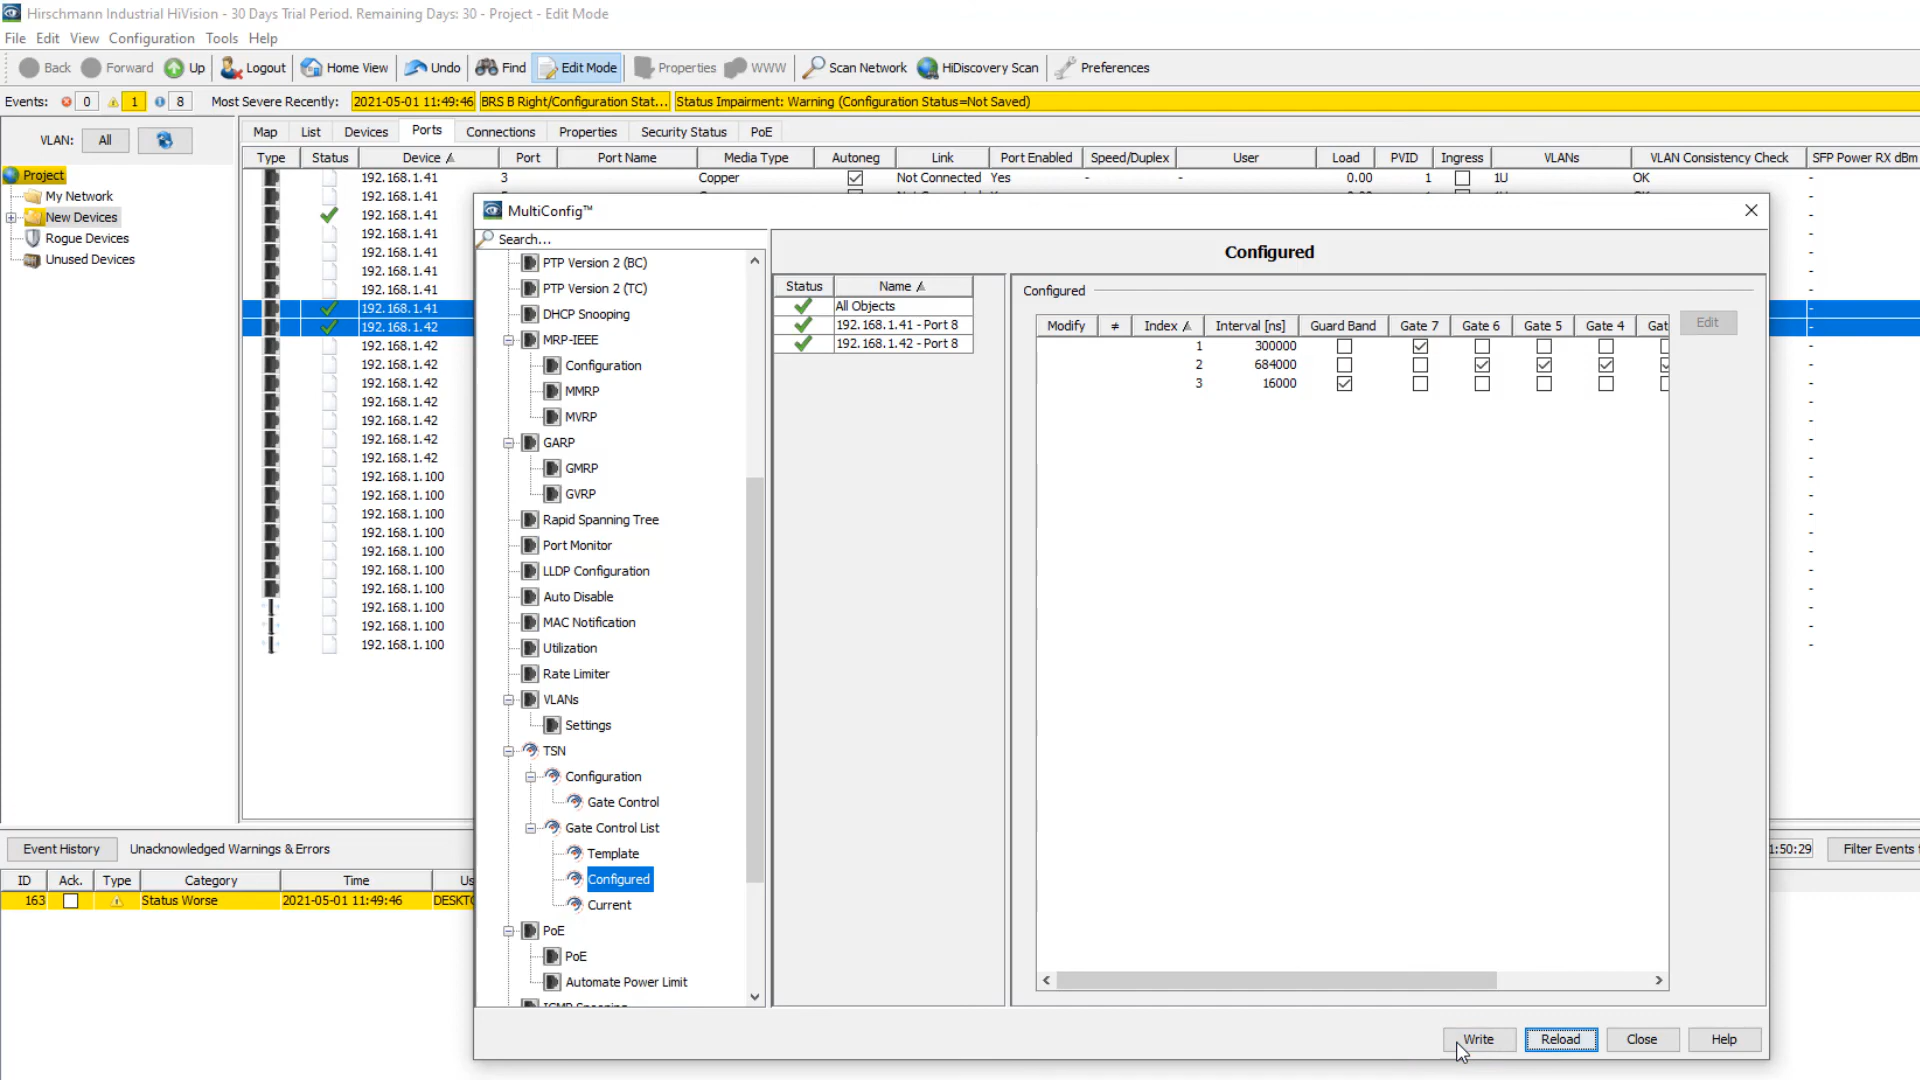 Hirschmann Industrial HiVision - 30 Days Trial Period. Remaining Days: 30 - Project - Edit Mode
File Edit View Configuration Tools Help
Back Forward Up Logout Home View Undo Find Edit Mode Properties WWW Scan Network HiDiscovery Scan Preferences
Events: 0 1 8 Most Severe Recently: 2021-05-01 11:49:46 BRS B Right/Configuration Stat... Status Impairment: Warning (Configuration Status=Not Saved)
VLAN: All
Project
My Network
New Devices
Rogue Devices
Unused Devices
Map List Devices Ports Connections Properties Security Status PoE
Type Status Device Port Port Name Media Type Autoneg Link Port Enabled Speed/Duplex User Load PVID Ingress VLANs VLAN Consistency Check SFP Power RX dBm
192.168.1.41 3 Copper Not Connected Yes - - 0.00 1 1U OK -
192.168.1.41 -
192.168.1.41 -
192.168.1.41 -
192.168.1.41 -
192.168.1.41 -
192.168.1.41 -
192.168.1.41 -
192.168.1.42 -
192.168.1.42 -
192.168.1.42 -
192.168.1.42 -
192.168.1.42 -
192.168.1.42 -
192.168.1.42 -
192.168.1.42 -
192.168.1.100 -
192.168.1.100 -
192.168.1.100 -
192.168.1.100 -
192.168.1.100 -
192.168.1.100 -
192.168.1.100 -
192.168.1.100 -
192.168.1.100 -
192.168.1.100 -
MultiConfig™
Search...
PTP Version 2 (BC)
PTP Version 2 (TC)
DHCP Snooping
MRP-IEEE
Configuration
MMRP
MVRP
GARP
GMRP
GVRP
Rapid Spanning Tree
Port Monitor
LLDP Configuration
Auto Disable
MAC Notification
Utilization
Rate Limiter
VLANs
Settings
TSN
Configuration
Gate Control
Gate Control List
Template
Configured
Current
PoE
PoE
Automate Power Limit
Configured
Status Name
All Objects
192.168.1.41 - Port 8
192.168.1.42 - Port 8
Configured
Modify ≠ Index Interval [ns] Guard Band Gate 7 Gate 6 Gate 5 Gate 4 Gat
1 300000
2 684000
3 16000
Edit
Write Reload Close Help
Event History Unacknowledged Warnings & Errors 1:50:29 Filter Events
ID Ack. Type Category Time Us
163 Status Worse 2021-05-01 11:49:46 DESKTO